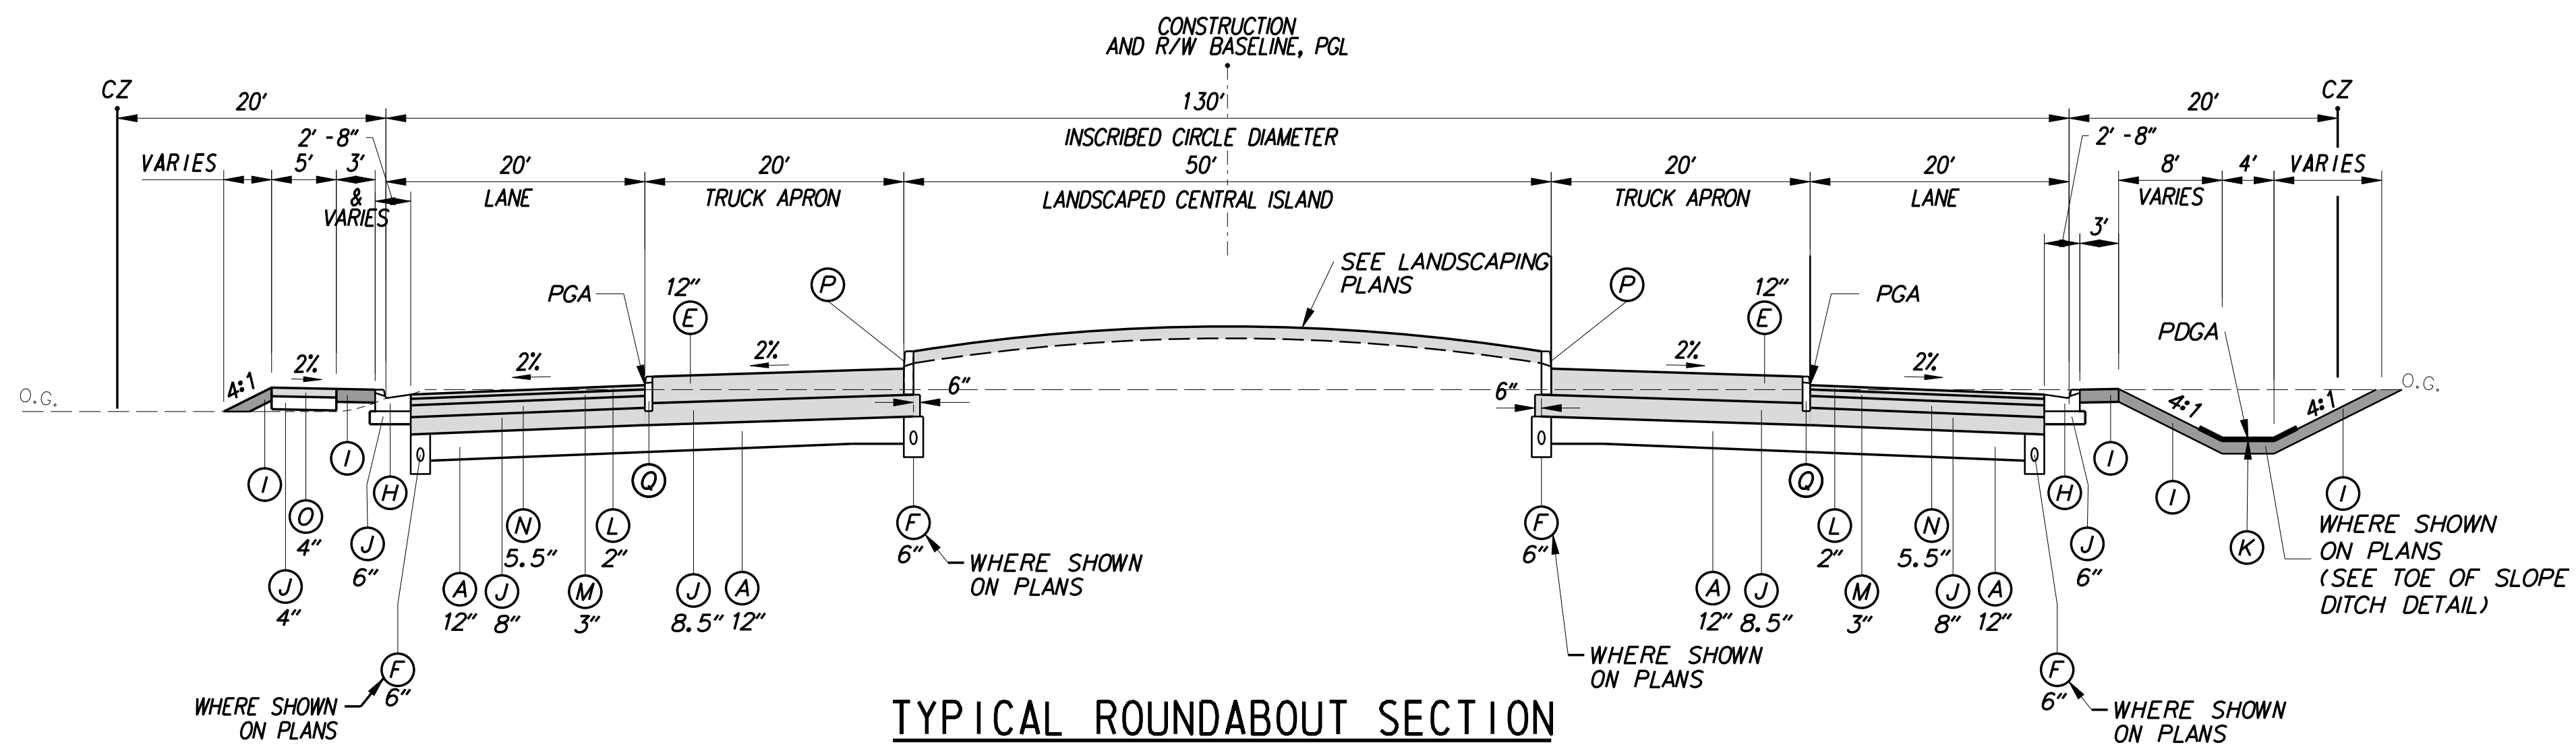 CONSTRUCTION
AND R/W BASELINE, PGL
CZ
20'
130'
20'
CZ
INSCRIBED CIRCLE DIAMETER
2' -8"
2' -8"
VARIES
5'
3'
&
VARIES
20'
LANE
20'
TRUCK APRON
50'
LANDSCAPED CENTRAL ISLAND
20'
TRUCK APRON
20'
LANE
3'
8'
VARIES
4'
VARIES
SEE LANDSCAPING
PLANS
PGA
12"
E
P
P
12"
E
PGA
PDGA
O.G.
4:1
2%
2%
2%
6"
6"
2%
2%
4:1
4:1
O.G.
I
O
4"
J
4"
I
H
J
6"
F
6"
WHERE SHOWN
ON PLANS
A
12"
J
8"
N
5.5"
M
3"
L
2"
Q
J
8.5"
A
12"
F
6"
WHERE SHOWN
ON PLANS
F
6"
WHERE SHOWN
ON PLANS
A
12"
J
8.5"
Q
L
2"
M
3"
N
5.5"
J
8"
A
12"
H
J
6"
F
6"
WHERE SHOWN
ON PLANS
I
I
K
I
WHERE SHOWN
ON PLANS
(SEE TOE OF SLOPE
DITCH DETAIL)
TYPICAL ROUNDABOUT SECTION